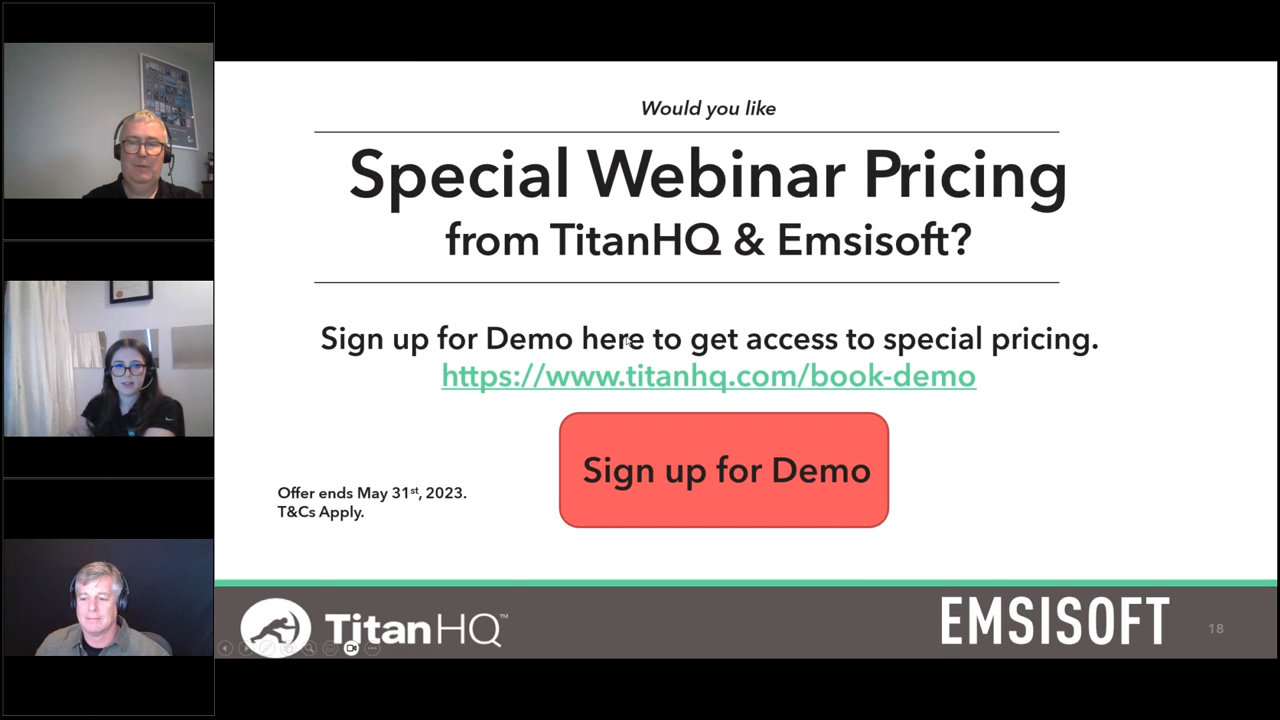 Would you like
Special Webinar Pricing
from TitanHQ & Emsisoft?
Sign up for Demo here to get access to special pricing.
https://www.titanhq.com/book-demo
Sign up for Demo
Offer ends May 31st, 2023.
T&Cs Apply.
TitanHQ™
EMSISOFT
18